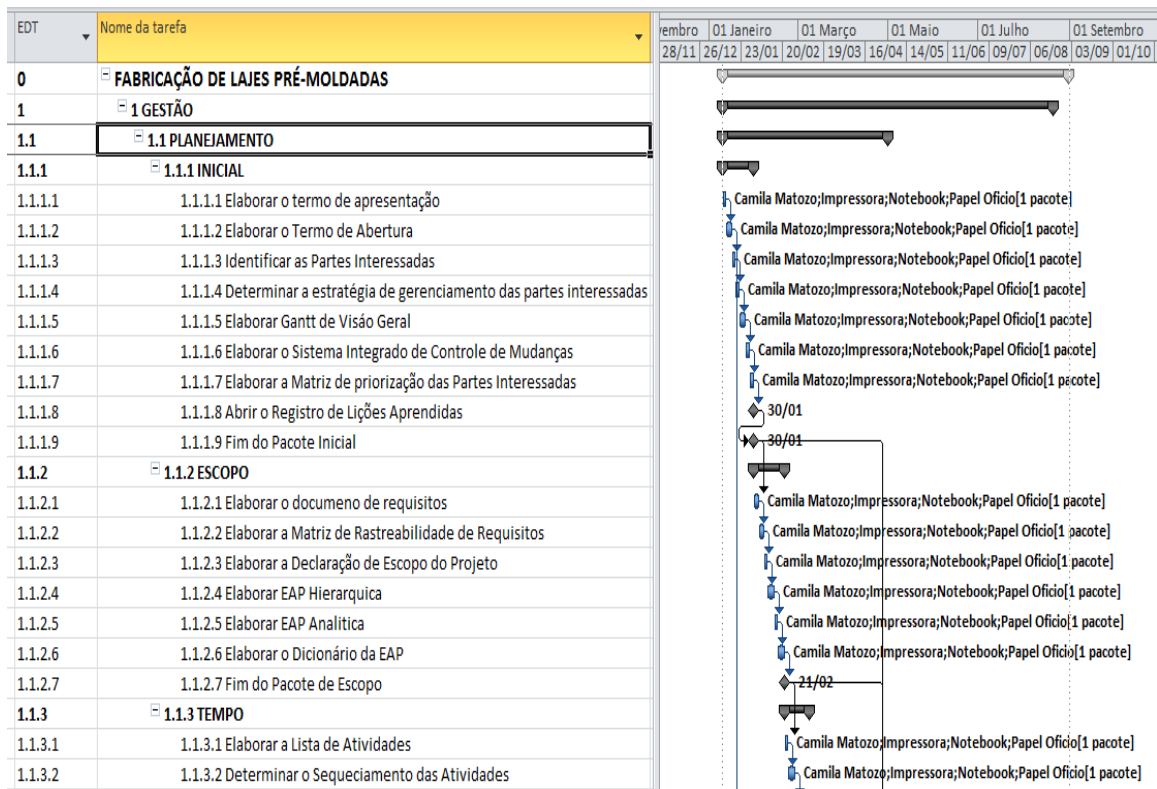 EDT Nome da tarefa vembro 01 Janeiro 01 Março 01 Maio 01 Julho 01 Setembro
28/11 26/12 23/01 20/02 19/03 16/04 14/05 11/06 09/07 06/08 03/09 01/10
0 FABRICAÇÃO DE LAJES PRÉ-MOLDADAS
1 1 GESTÃO
1.1 1.1 PLANEJAMENTO
1.1.1 1.1.1 INICIAL
1.1.1.1 1.1.1.1 Elaborar o termo de apresentação Camila Matozo;Impressora;Notebook;Papel Oficio[1 pacote]
1.1.1.2 1.1.1.2 Elaborar o Termo de Abertura Camila Matozo;Impressora;Notebook;Papel Oficio[1 pacote]
1.1.1.3 1.1.1.3 Identificar as Partes Interessadas Camila Matozo;Impressora;Notebook;Papel Oficio[1 pacote]
1.1.1.4 1.1.1.4 Determinar a estratégia de gerenciamento das partes interessadas Camila Matozo;Impressora;Notebook;Papel Oficio[1 pacote]
1.1.1.5 1.1.1.5 Elaborar Gantt de Visáo Geral Camila Matozo;Impressora;Notebook;Papel Oficio[1 pacote]
1.1.1.6 1.1.1.6 Elaborar o Sistema Integrado de Controle de Mudanças Camila Matozo;Impressora;Notebook;Papel Oficio[1 pacote]
1.1.1.7 1.1.1.7 Elaborar a Matriz de priorização das Partes Interessadas Camila Matozo;Impressora;Notebook;Papel Oficio[1 pacote]
1.1.1.8 1.1.1.8 Abrir o Registro de Lições Aprendidas 30/01
1.1.1.9 1.1.1.9 Fim do Pacote Inicial 30/01
1.1.2 1.1.2 ESCOPO
1.1.2.1 1.1.2.1 Elaborar o documeno de requisitos Camila Matozo;Impressora;Notebook;Papel Oficio[1 pacote]
1.1.2.2 1.1.2.2 Elaborar a Matriz de Rastreabilidade de Requisitos Camila Matozo;Impressora;Notebook;Papel Oficio[1 pacote]
1.1.2.3 1.1.2.3 Elaborar a Declaração de Escopo do Projeto Camila Matozo;Impressora;Notebook;Papel Oficio[1 pacote]
1.1.2.4 1.1.2.4 Elaborar EAP Hierarquica Camila Matozo;Impressora;Notebook;Papel Oficio[1 pacote]
1.1.2.5 1.1.2.5 Elaborar EAP Analitica Camila Matozo;Impressora;Notebook;Papel Oficio[1 pacote]
1.1.2.6 1.1.2.6 Elaborar o Dicionário da EAP Camila Matozo;Impressora;Notebook;Papel Oficio[1 pacote]
1.1.2.7 1.1.2.7 Fim do Pacote de Escopo 21/02
1.1.3 1.1.3 TEMPO
1.1.3.1 1.1.3.1 Elaborar a Lista de Atividades Camila Matozo;Impressora;Notebook;Papel Oficio[1 pacote]
1.1.3.2 1.1.3.2 Determinar o Sequeciamento das Atividades Camila Matozo;Impressora;Notebook;Papel Oficio[1 pacote]